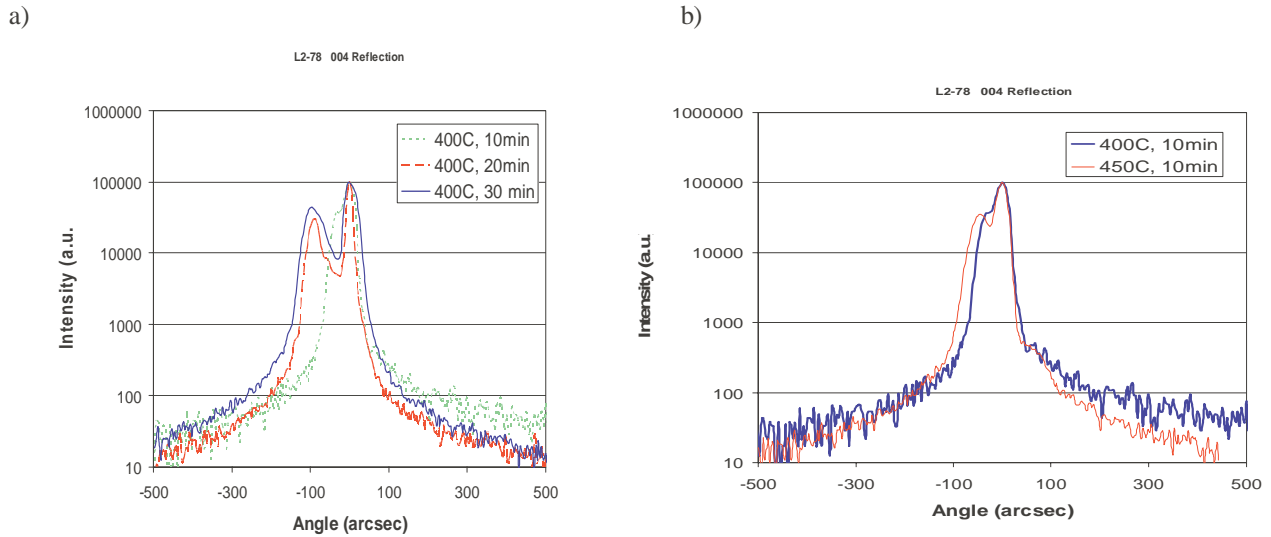 a)
L2-78 004 Reflection
1000000
100000
10000
1000
100
10
Intensity (a.u.)
400C, 10min
400C, 20min
400C, 30 min
-500 -300 -100 100 300 500
Angle (arcsec)
b)
L2-78 004 Reflection
1000000
100000
10000
1000
100
10
Intensity (a.u.
400C, 10min
450C, 10min
-500 -300 -100 100 300 500
Angle (arcsec)